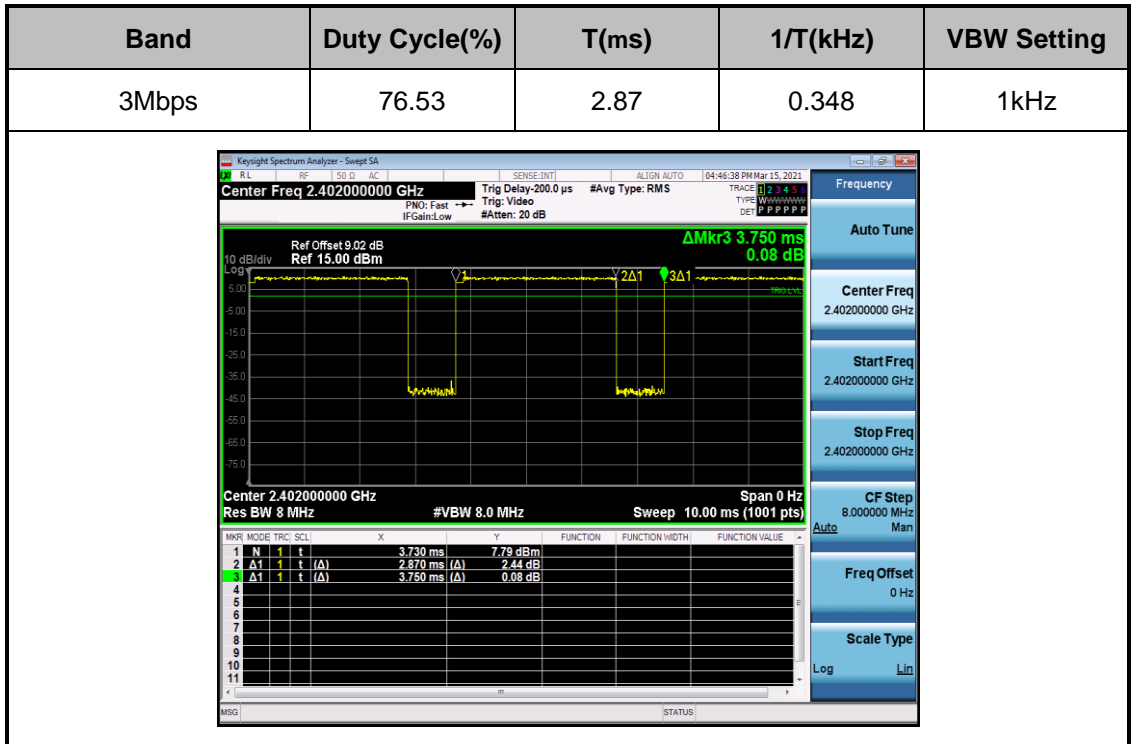 Band Duty Cycle(%) T(ms) 1/T(kHz) VBW Setting
3Mbps 76.53 2.87 0.348 1kHz
Keysight Spectrum Analyzer - Swept SA
RL RF 50 Ω AC SENSE:INT ALIGN AUTO 04:46:38 PM Mar 15, 2021
Center Freq 2.402000000 GHz
PNO: Fast
IFGain:Low
Trig Delay-200.0 µs
Trig: Video
#Atten: 20 dB
#Avg Type: RMS
TRACE 1 2 3 4 5 6
TYPE W
DET P P P P P P
Ref Offset 9.02 dB
10 dB/div Ref 15.00 dBm
Log
ΔMkr3 3.750 ms
0.08 dB
1 2Δ1 3Δ1
TRIG LVL
5.00
-5.00
-15.0
-25.0
-35.0
-45.0
-55.0
-65.0
-75.0
Center 2.402000000 GHz Span 0 Hz
Res BW 8 MHz #VBW 8.0 MHz Sweep 10.00 ms (1001 pts)
MKR MODE TRC SCL X Y FUNCTION FUNCTION WIDTH FUNCTION VALUE
1 N 1 t 3.730 ms 7.79 dBm
2 Δ1 1 t (Δ) 2.870 ms (Δ) 2.44 dB
3 Δ1 1 t (Δ) 3.750 ms (Δ) 0.08 dB
4
5
6
7
8
9
10
11
MSG STATUS
Frequency
Auto Tune
Center Freq
2.402000000 GHz
Start Freq
2.402000000 GHz
Stop Freq
2.402000000 GHz
CF Step
8.000000 MHz
Auto Man
Freq Offset
0 Hz
Scale Type
Log Lin